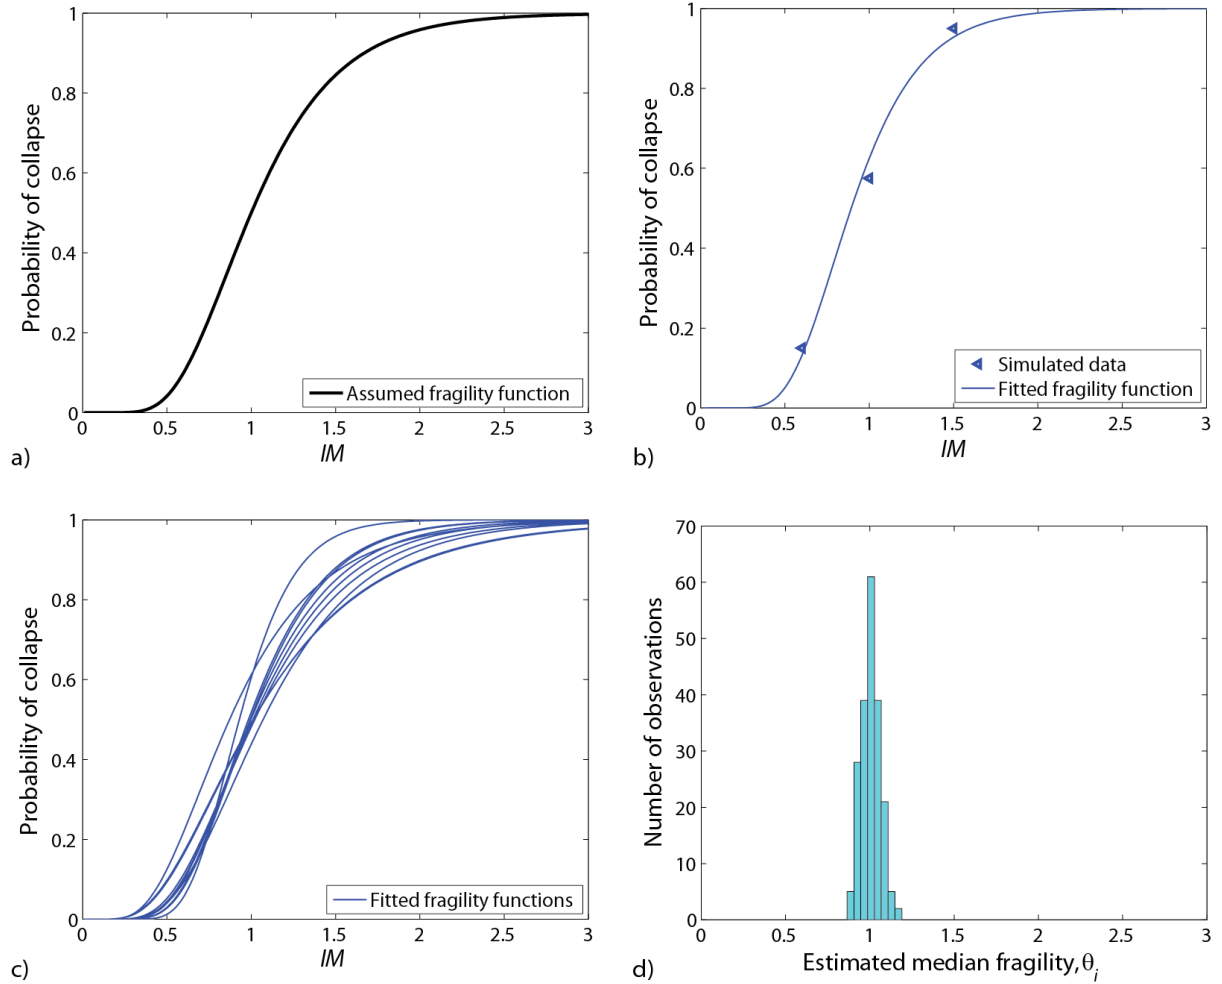 1
0.8
0.6
0.4
0.2
0
0 0.5 1 1.5 2 2.5 3
Probability of collapse
IM
Assumed fragility function
a)
1
0.8
0.6
0.4
0.2
0
0 0.5 1 1.5 2 2.5 3
Probability of collapse
IM
Simulated data
Fitted fragility function
b)
1
0.8
0.6
0.4
0.2
0
0 0.5 1 1.5 2 2.5 3
Probability of collapse
IM
Fitted fragility functions
c)
70
60
50
40
30
20
10
0
0 0.5 1 1.5 2 2.5 3
Number of observations
Estimated median fragility, θi
d)